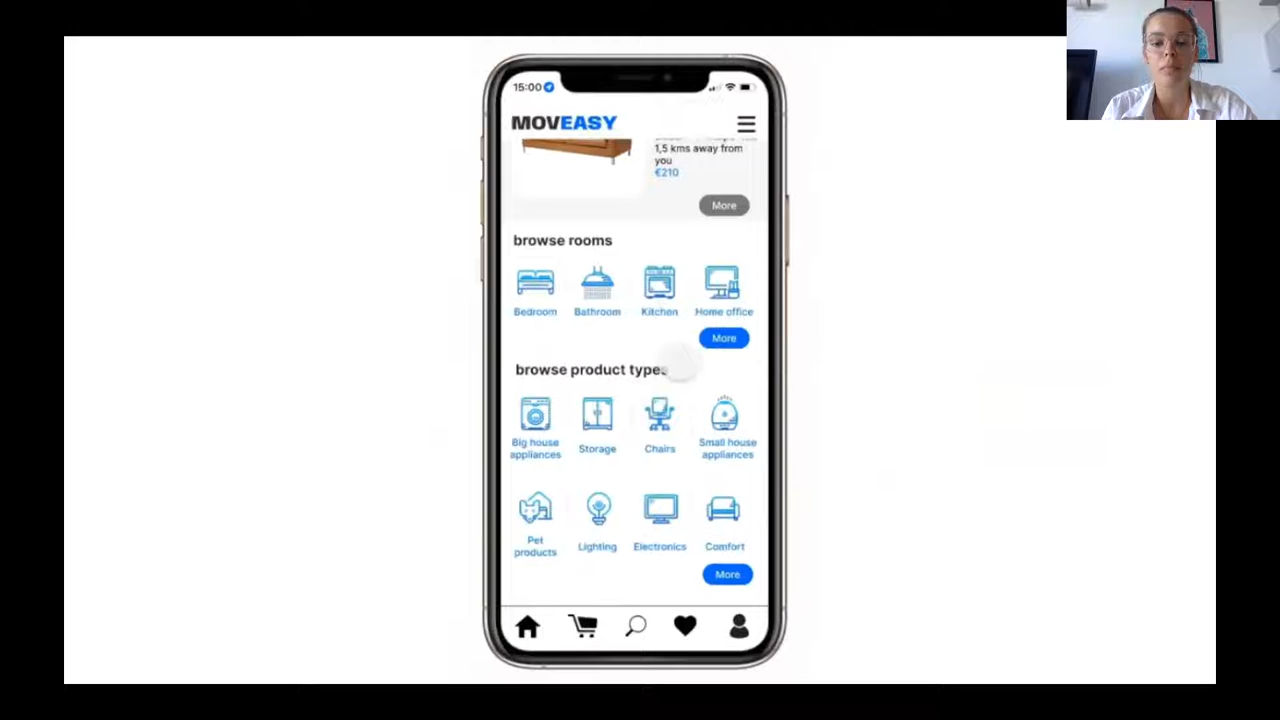 15:00
MOVEASY
1,5 kms away from
you
€210
More
browse rooms
Bedroom Bathroom Kitchen Home office
More
browse product types
Big house appliances
Storage
Chairs
Small house appliances
Pet products
Lighting
Electronics
Comfort
More